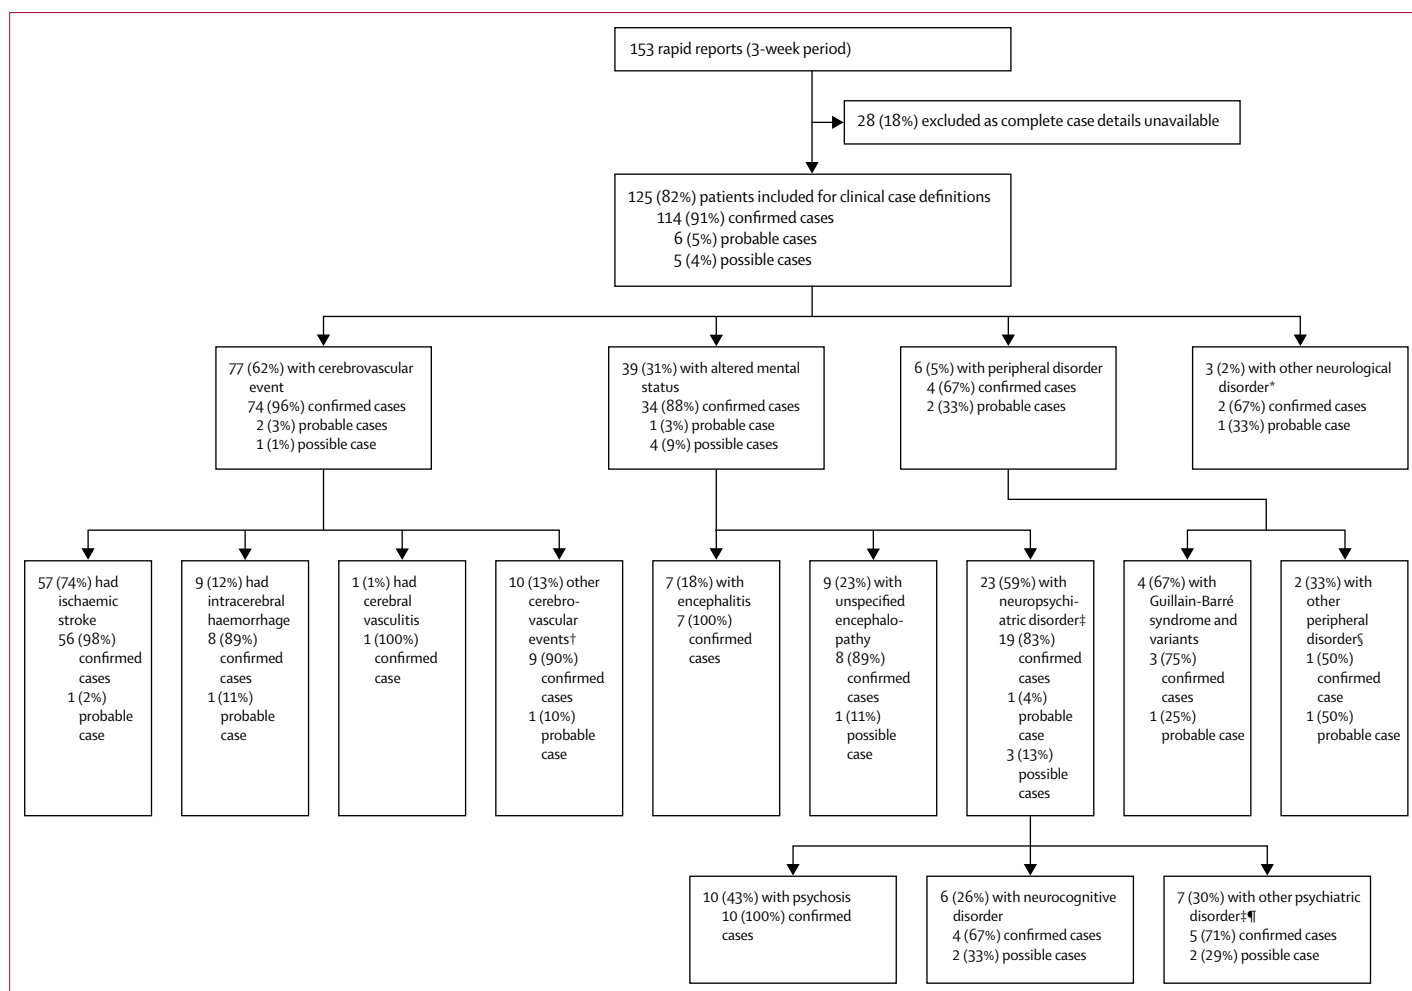 153 rapid reports (3-week period)
28 (18%) excluded as complete case details unavailable
125 (82%) patients included for clinical case definitions
114 (91%) confirmed cases
6 (5%) probable cases
5 (4%) possible cases
77 (62%) with cerebrovascular
event
74 (96%) confirmed cases
2 (3%) probable cases
1 (1%) possible case
39 (31%) with altered mental
status
34 (88%) confirmed cases
1 (3%) probable case
4 (9%) possible cases
6 (5%) with peripheral disorder
4 (67%) confirmed cases
2 (33%) probable cases
3 (2%) with other neurological
disorder*
2 (67%) confirmed cases
1 (33%) probable case
57 (74%) had
ischaemic
stroke
56 (98%)
confirmed
cases
1 (2%)
probable
case
9 (12%) had
intracerebral
haemorrhage
8 (89%)
confirmed
cases
1 (11%)
probable
case
1 (1%) had
cerebral
vasculitis
1 (100%)
confirmed
case
10 (13%) other
cerebro-
vascular
events†
9 (90%)
confirmed
cases
1 (10%)
probable
case
7 (18%) with
encephalitis
7 (100%)
confirmed
cases
9 (23%) with
unspecified
encephalo-
pathy
8 (89%)
confirmed
cases
1 (11%)
possible
case
23 (59%) with
neuropsychi-
atric disorder‡
19 (83%)
confirmed
cases
1 (4%)
probable
case
3 (13%)
possible
cases
4 (67%) with
Guillain-Barré
syndrome and
variants
3 (75%)
confirmed
cases
1 (25%)
probable case
2 (33%) with
other
peripheral
disorder§
1 (50%)
confirmed
case
1 (50%)
probable case
10 (43%) with psychosis
10 (100%) confirmed
cases
6 (26%) with neurocognitive
disorder
4 (67%) confirmed cases
2 (33%) possible cases
7 (30%) with other psychiatric
disorder‡¶
5 (71%) confirmed cases
2 (29%) possible case